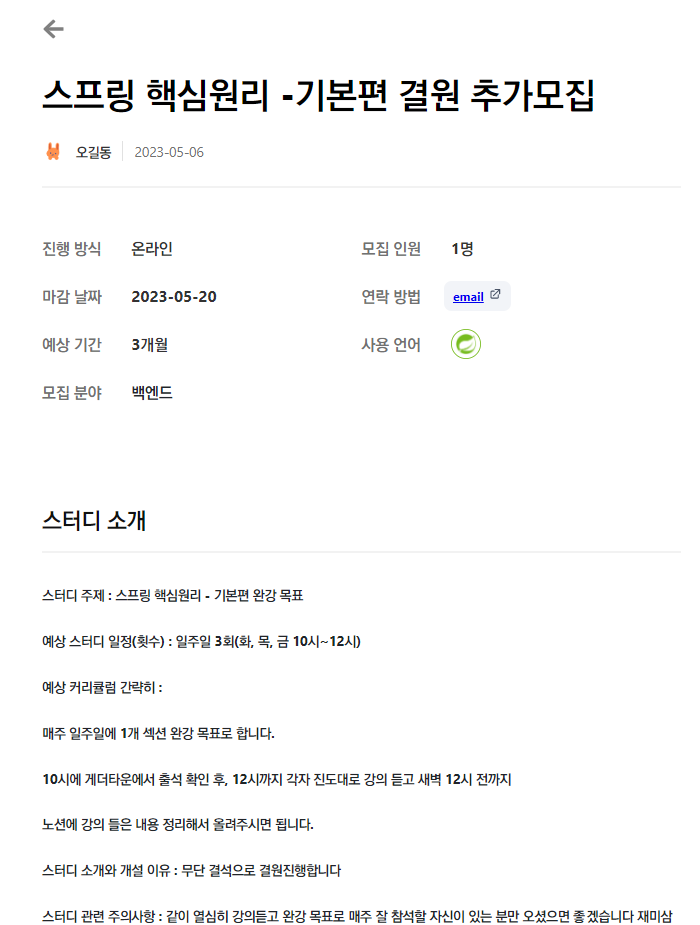 스프링 핵심원리 -기본편 결원 추가모집
오길동 2023-05-06
진행 방식 온라인 모집 인원 1명
마감 날짜 2023-05-20 연락 방법 email
예상 기간 3개월 사용 언어
모집 분야 백엔드
스터디 소개
스터디 주제 : 스프링 핵심원리 - 기본편 완강 목표
예상 스터디 일정(횟수) : 일주일 3회(화, 목, 금 10시~12시)
예상 커리큘럼 간략히 :
매주 일주일에 1개 섹션 완강 목표로 합니다.
10시에 게더타운에서 출석 확인 후, 12시까지 각자 진도대로 강의 듣고 새벽 12시 전까지
노션에 강의 들은 내용 정리해서 올려주시면 됩니다.
스터디 소개와 개설 이유 : 무단 결석으로 결원진행합니다
스터디 관련 주의사항 : 같이 열심히 강의듣고 완강 목표로 매주 잘 참석할 자신이 있는 분만 오셨으면 좋겠습니다 재미삼